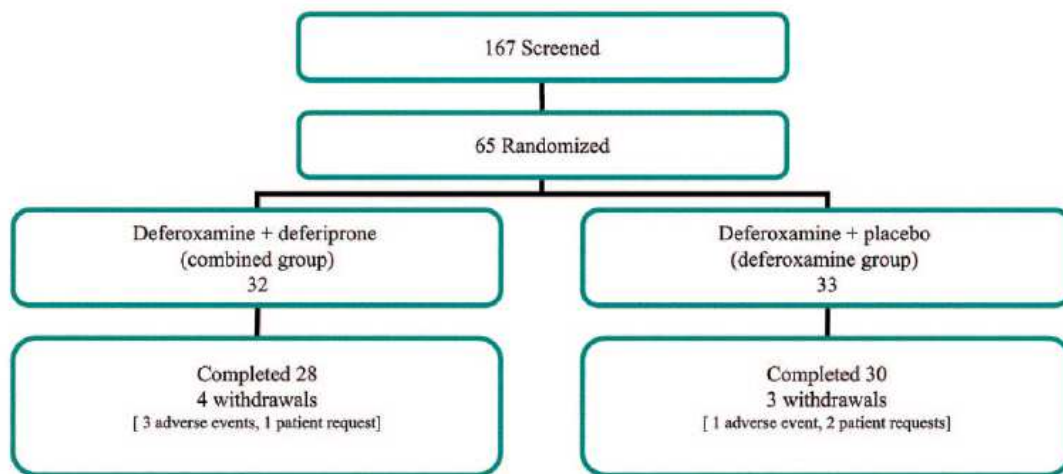 167 Screened
65 Randomized
Deferoxamine + deferiprone
(combined group)
32
Deferoxamine + placebo
(deferoxamine group)
33
Completed 28
4 withdrawals
[ 3 adverse events, 1 patient request]
Completed 30
3 withdrawals
[ 1 adverse event, 2 patient requests]